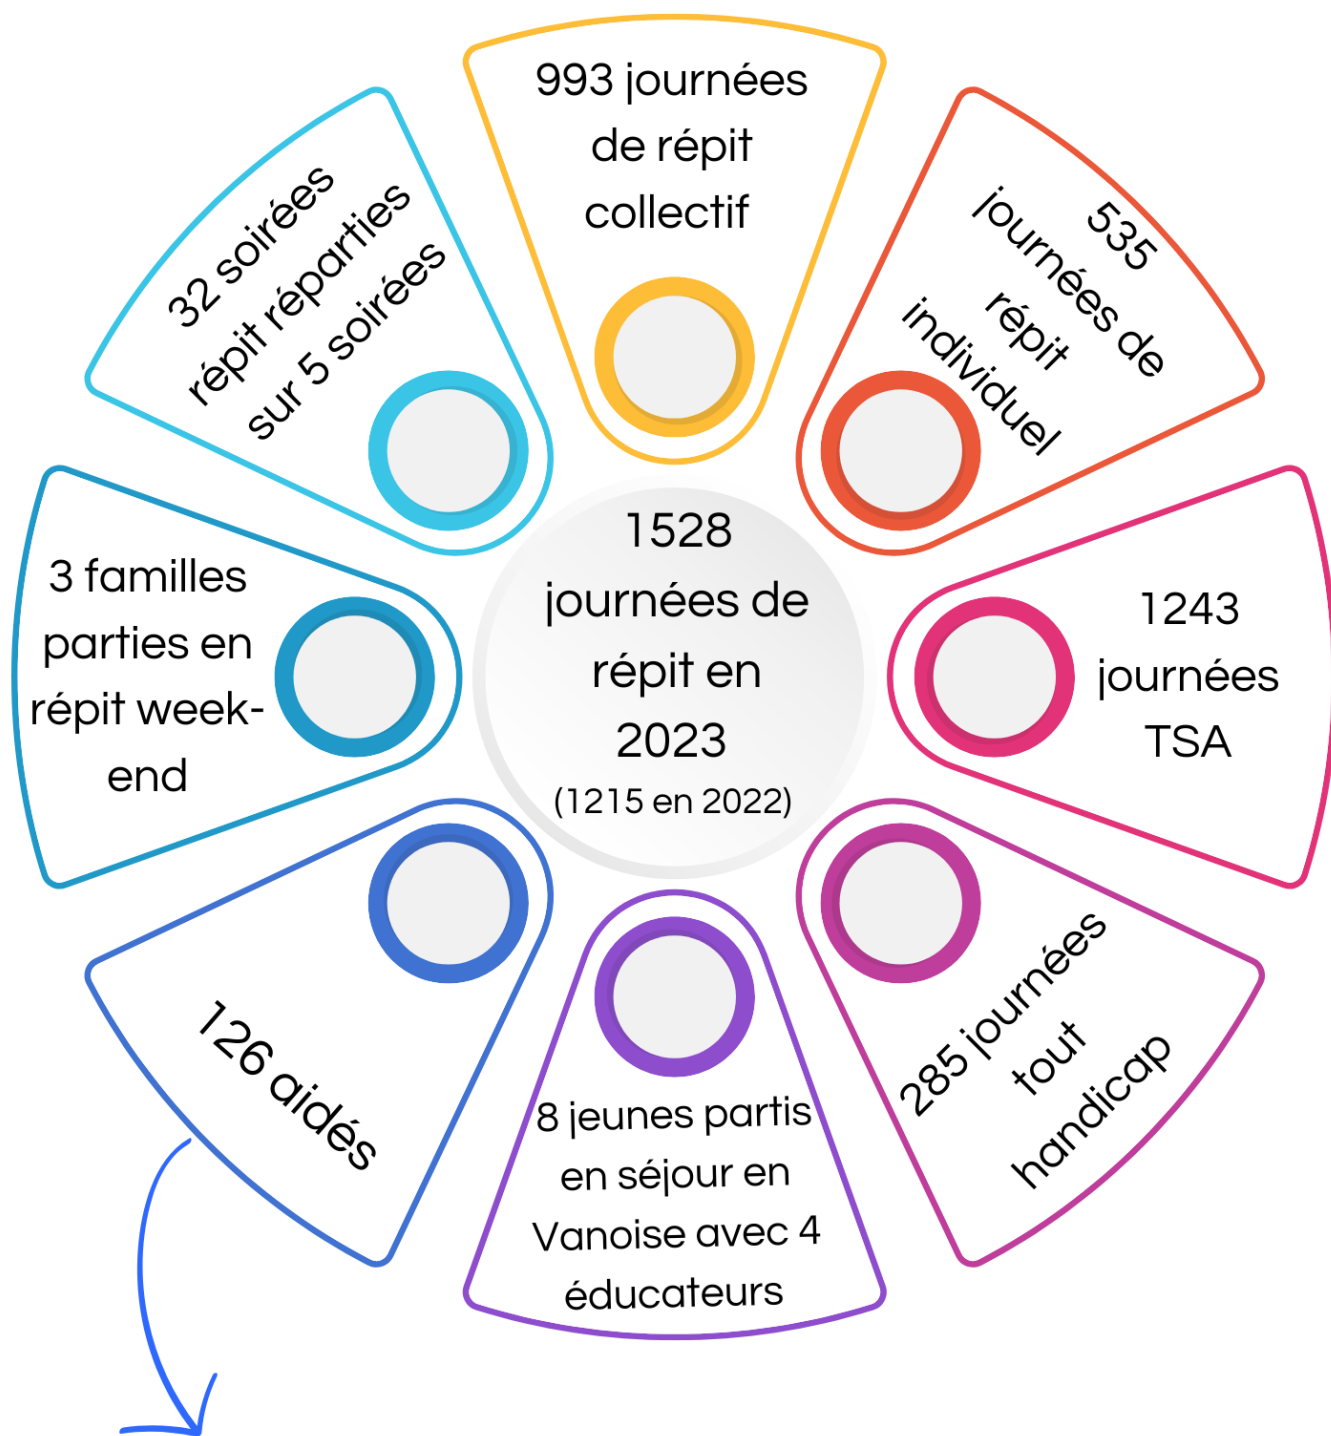 993 journées
de répit
collectif
535
journées de
répit
individuel
1243
journées
TSA
285 journées
tout
handicap
8 jeunes partis
en séjour en
Vanoise avec 4
éducateurs
126 aidés
3 familles
parties en
répit week-
end
32 soirées
répit réparties
sur 5 soirées
1528
journées de
répit en
2023
(1215 en 2022)